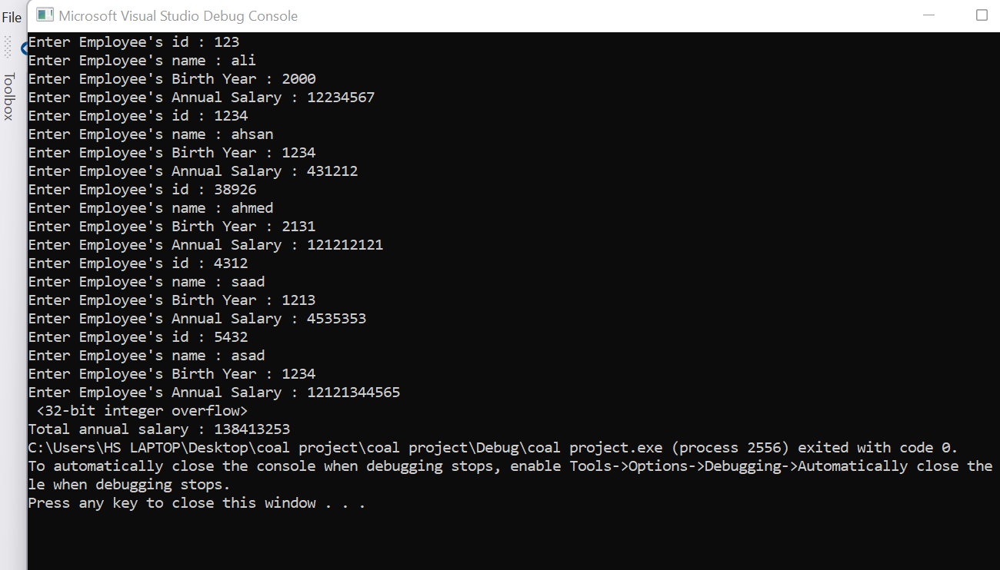 File
Microsoft Visual Studio Debug Console
Toolbox
Enter Employee's id : 123
Enter Employee's name : ali
Enter Employee's Birth Year : 2000
Enter Employee's Annual Salary : 12234567
Enter Employee's id : 1234
Enter Employee's name : ahsan
Enter Employee's Birth Year : 1234
Enter Employee's Annual Salary : 431212
Enter Employee's id : 38926
Enter Employee's name : ahmed
Enter Employee's Birth Year : 2131
Enter Employee's Annual Salary : 121212121
Enter Employee's id : 4312
Enter Employee's name : saad
Enter Employee's Birth Year : 1213
Enter Employee's Annual Salary : 4535353
Enter Employee's id : 5432
Enter Employee's name : asad
Enter Employee's Birth Year : 1234
Enter Employee's Annual Salary : 12121344565
 <32-bit integer overflow>
Total annual salary : 138413253
C:\Users\HS LAPTOP\Desktop\coal project\coal project\Debug\coal project.exe (process 2556) exited with code 0.
To automatically close the console when debugging stops, enable Tools->Options->Debugging->Automatically close the
le when debugging stops.
Press any key to close this window . . .